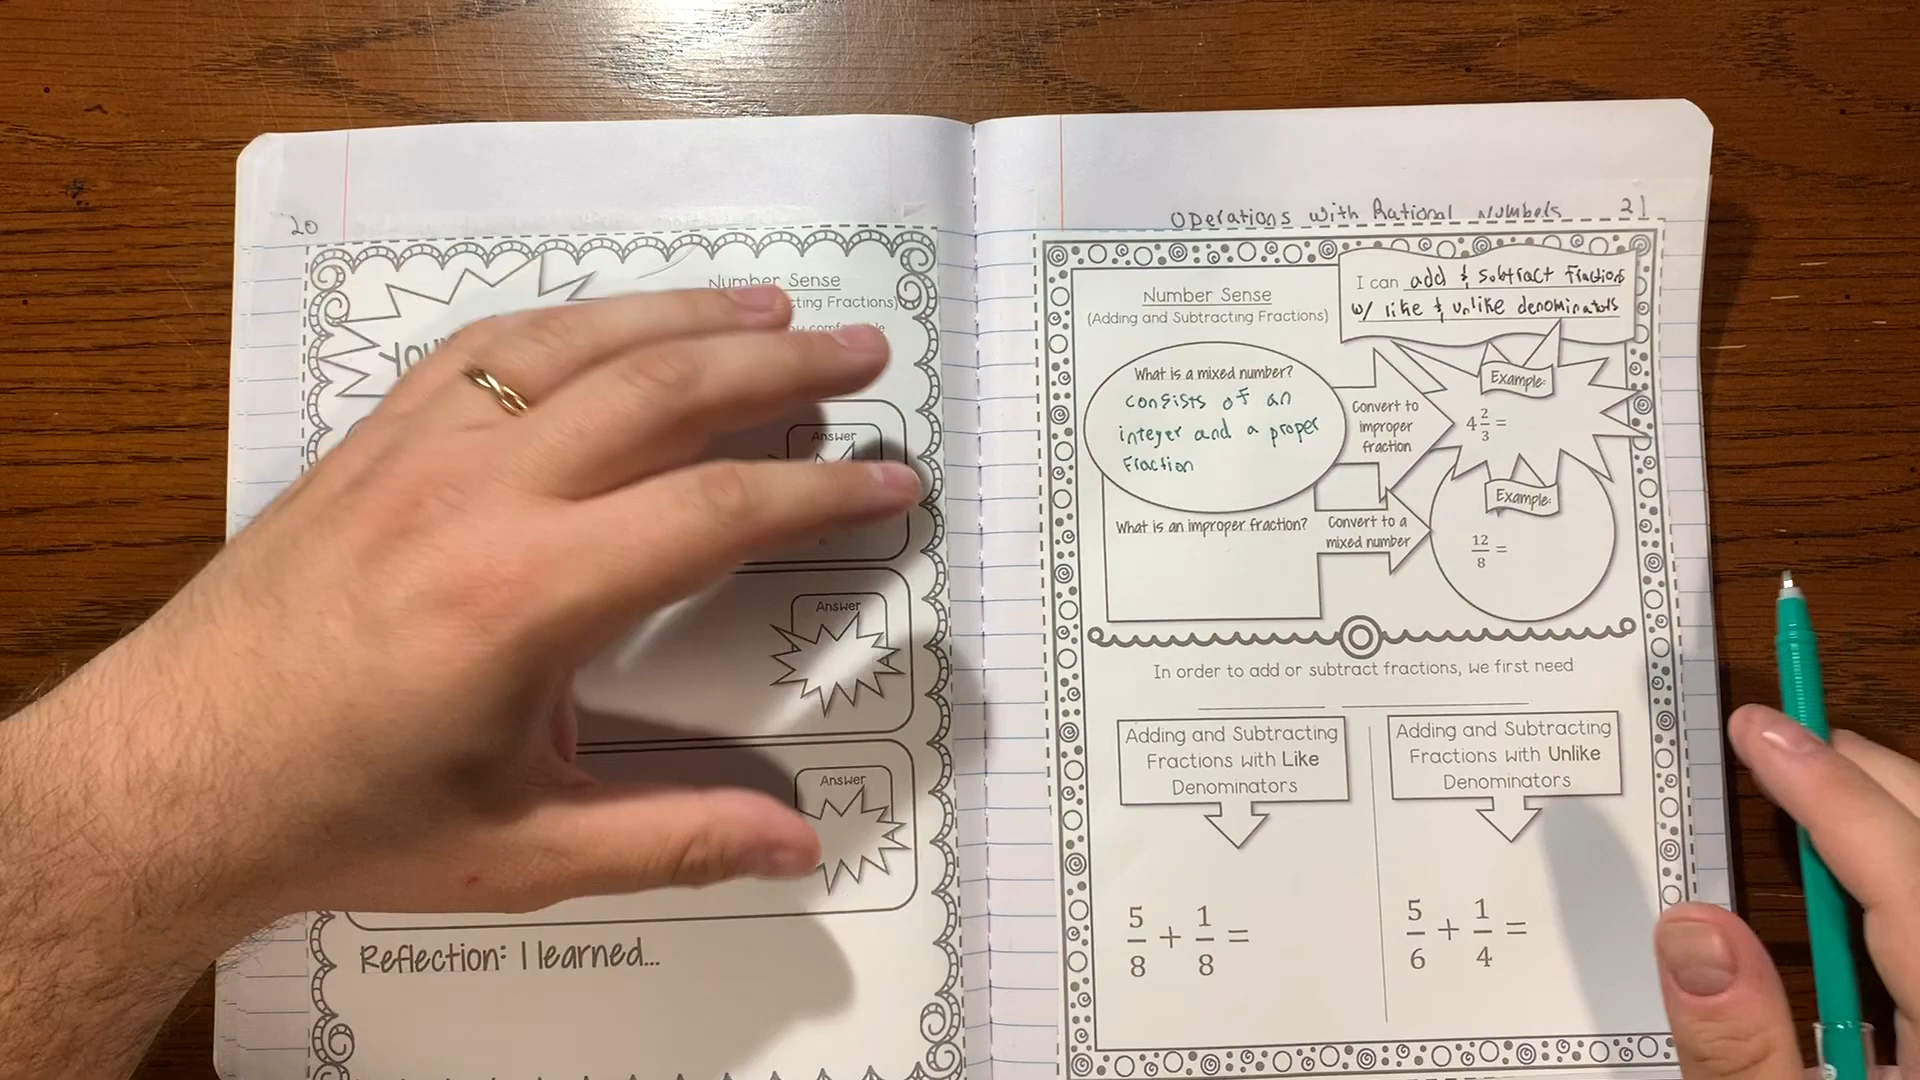 20
Number Sense
cting Fractions)
Answer
Answer
Answer
Reflection: I learned...
Operations with Rational Numbers 21
Number Sense
(Adding and Subtracting Fractions)
I can add & subtract fractions
w/ like & unlike denominators
What is a mixed number?
consists of an
integer and a proper
fraction
Convert to
improper
fraction
Example:
4 2/3 =
What is an improper fraction?
Convert to a
mixed number
Example:
12/8 =
In order to add or subtract fractions, we first need
Adding and Subtracting
Fractions with Like
Denominators
Adding and Subtracting
Fractions with Unlike
Denominators
5/8 + 1/8 =
5/6 + 1/4 =